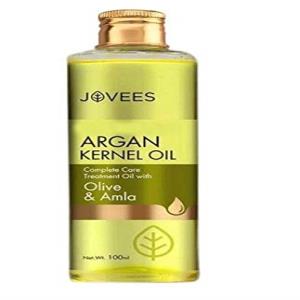 JOVEES
ARGAN
KERNEL OIL
Complete Care
Treatment Oil with
Olive
& Amla
Net. Wt. 100ml